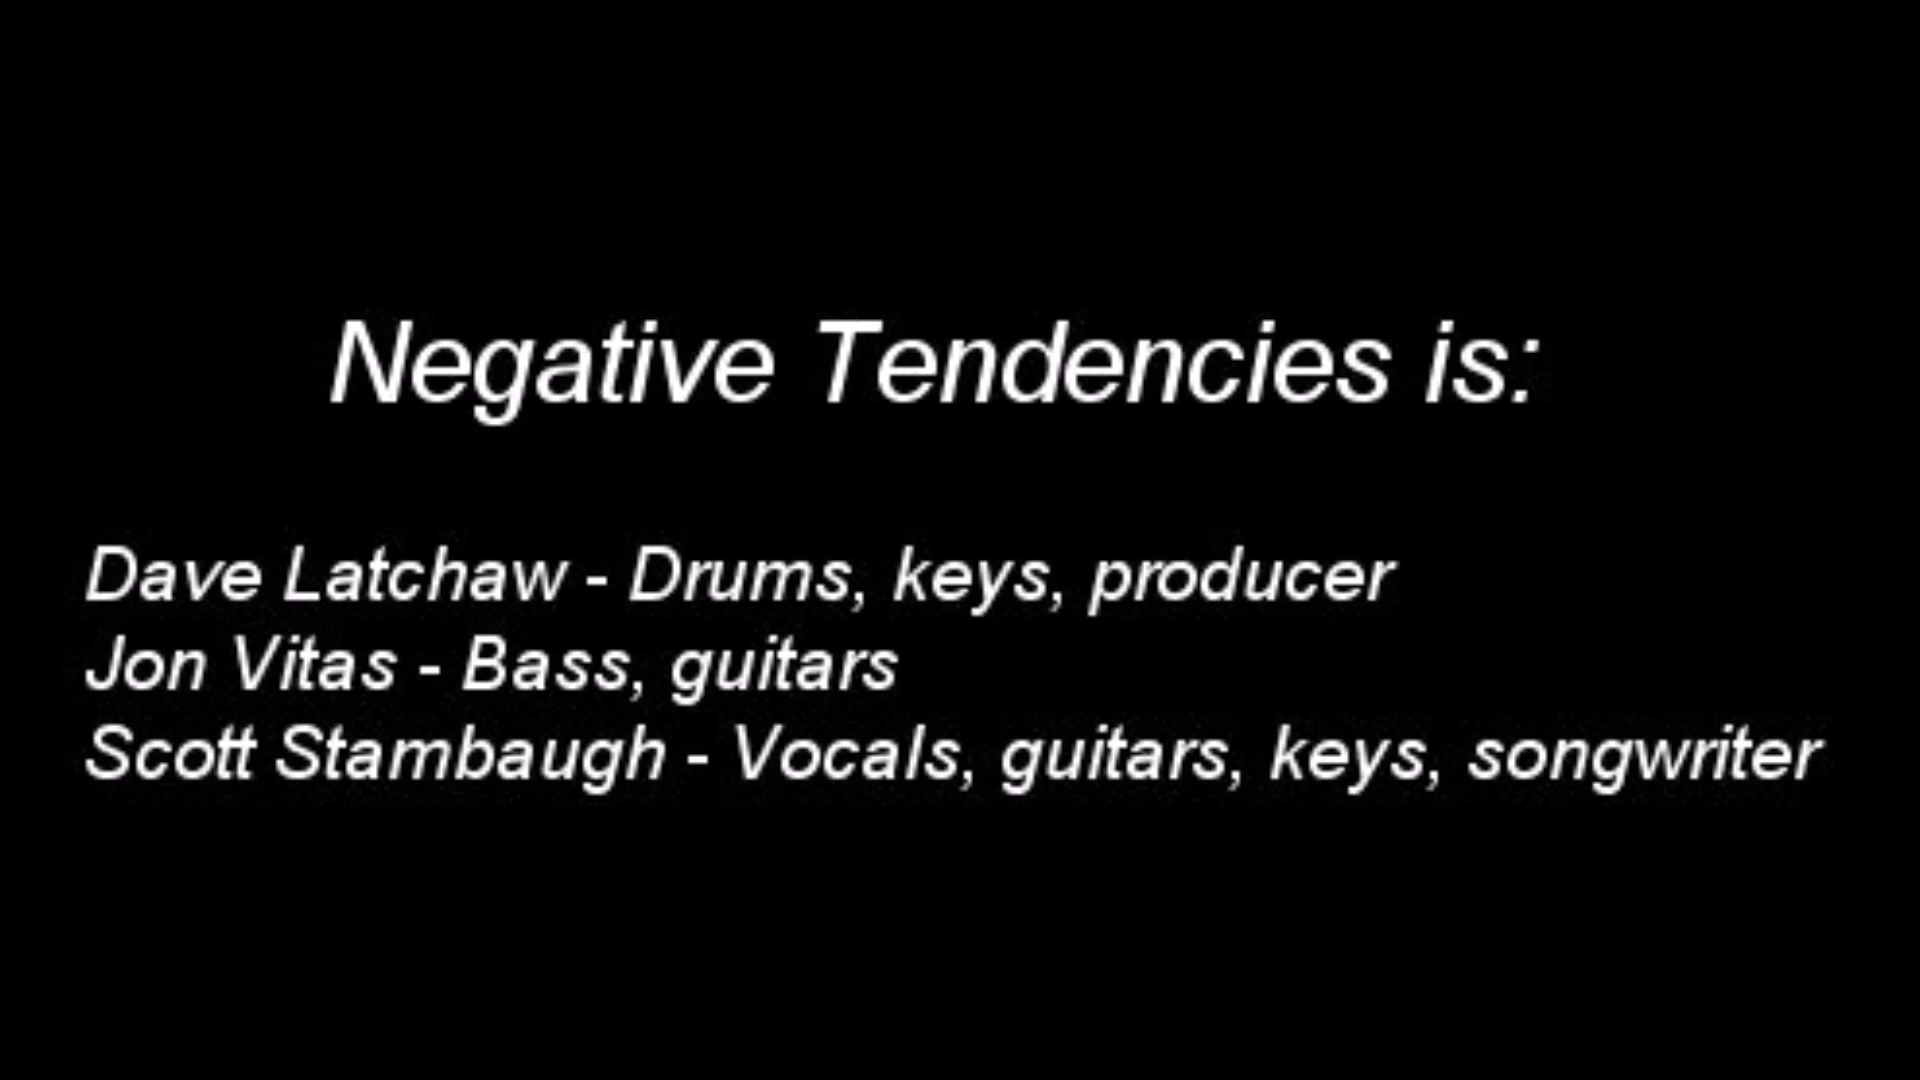 Negative Tendencies is:
Dave Latchaw - Drums, keys, producer
Jon Vitas - Bass, guitars
Scott Stambaugh - Vocals, guitars, keys, songwriter